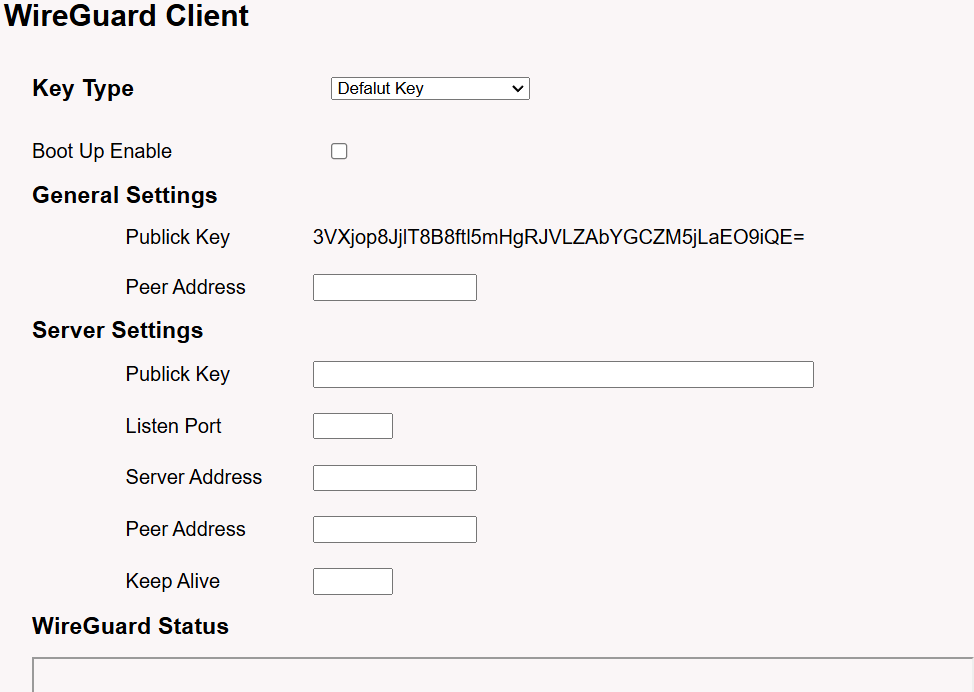 WireGuard Client
Key Type
Defalut Key
Boot Up Enable
General Settings
Publick Key
3VXjop8JjlT8B8ftl5mHgRJVLZAbYGCZM5jLaEO9iQE=
Peer Address
Server Settings
Publick Key
Listen Port
Server Address
Peer Address
Keep Alive
WireGuard Status